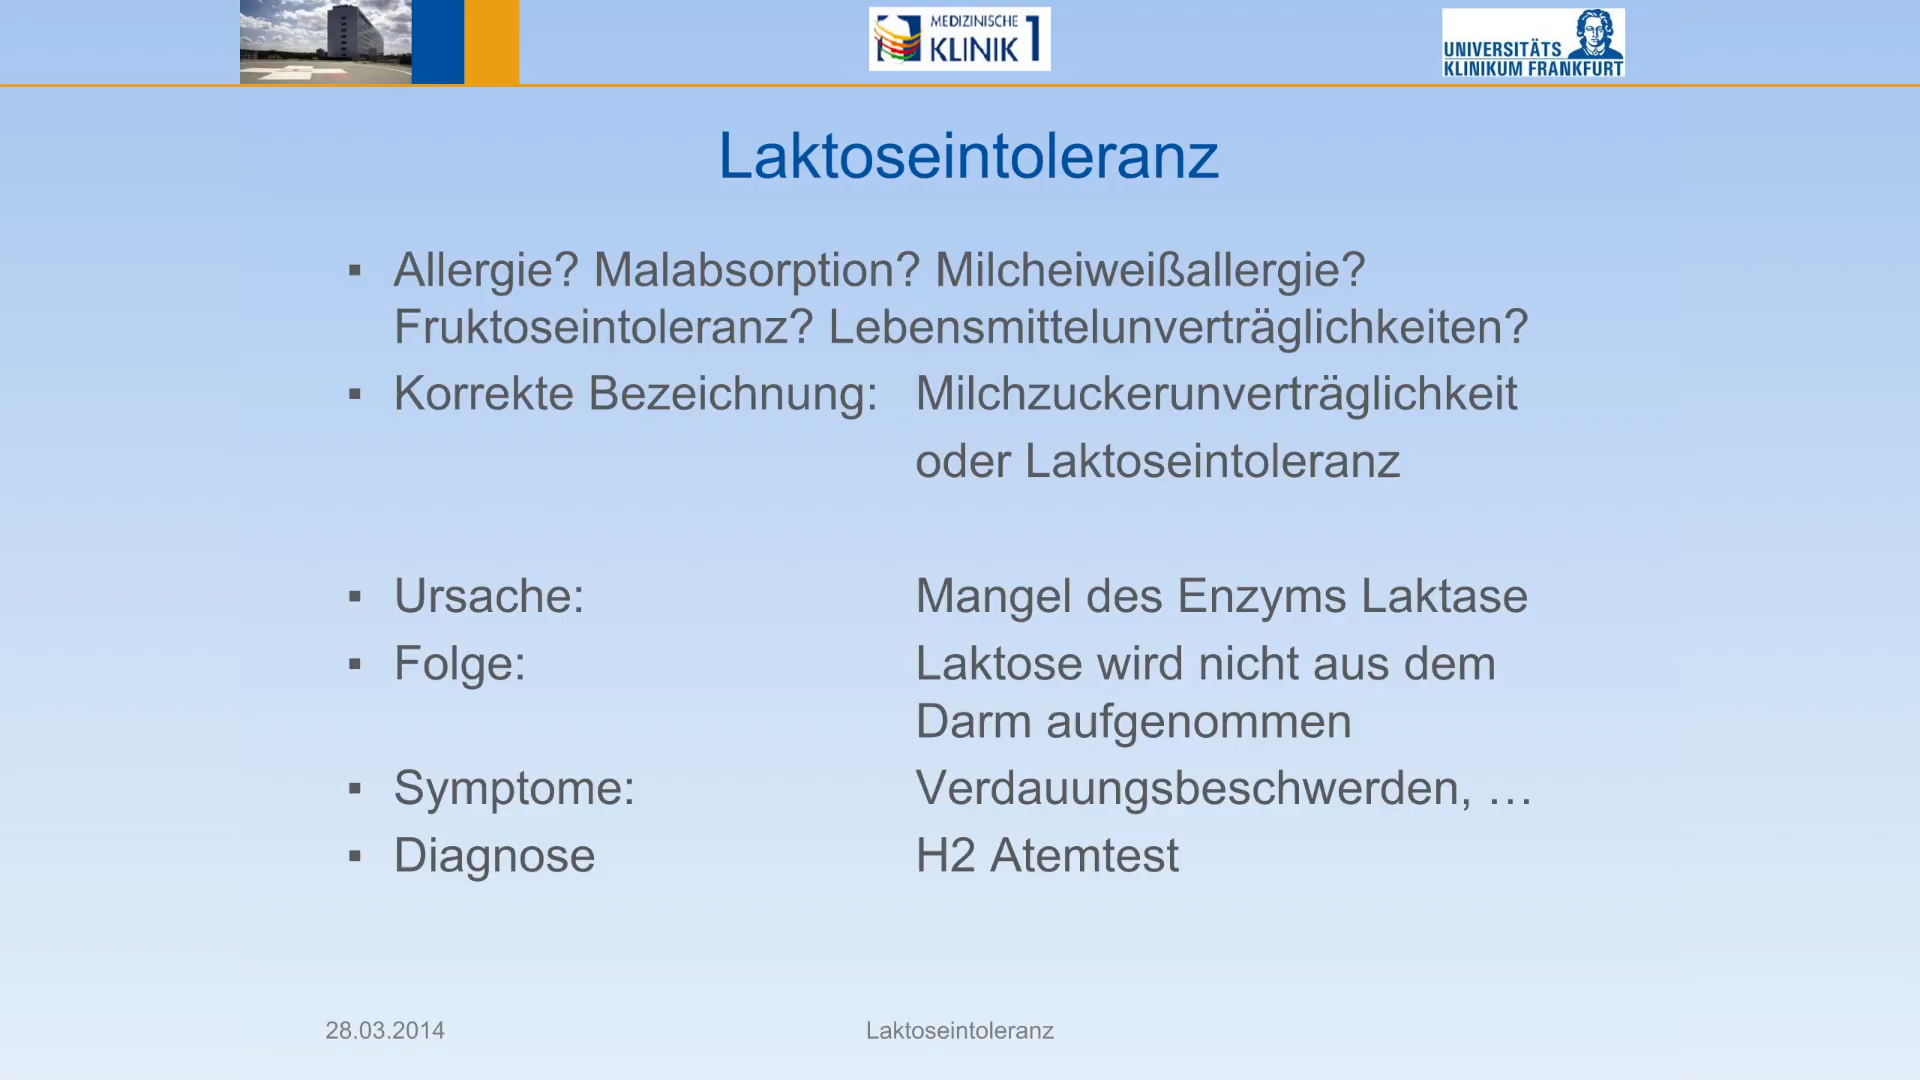 MEDIZINISCHE
KLINIK 1
UNIVERSITÄTS
KLINIKUM FRANKFURT
Laktoseintoleranz
▪ Allergie? Malabsorption? Milcheiweißallergie?
Fruktoseintoleranz? Lebensmittelunverträglichkeiten?
▪ Korrekte Bezeichnung: Milchzuckerunverträglichkeit
oder Laktoseintoleranz
▪ Ursache: Mangel des Enzyms Laktase
▪ Folge: Laktose wird nicht aus dem
Darm aufgenommen
▪ Symptome: Verdauungsbeschwerden, …
▪ Diagnose H2 Atemtest
28.03.2014 Laktoseintoleranz